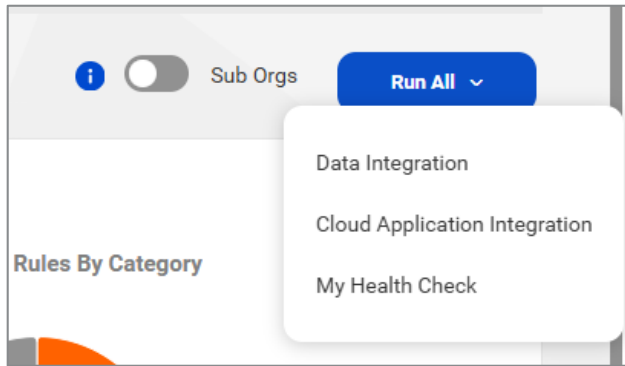 i Sub Orgs Run All
Data Integration
Cloud Application Integration
Rules By Category
My Health Check